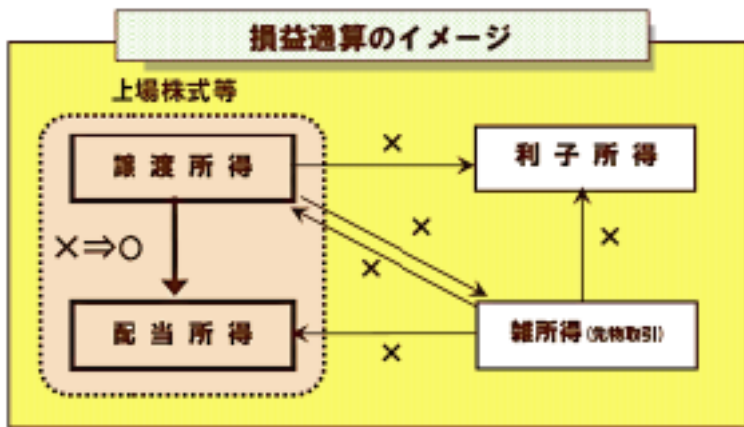 損益通算のイメージ
上場株式等
譲渡所得
×
利子所得
×⇒○
×
×
×
配当所得
×
雑所得(先物取引)